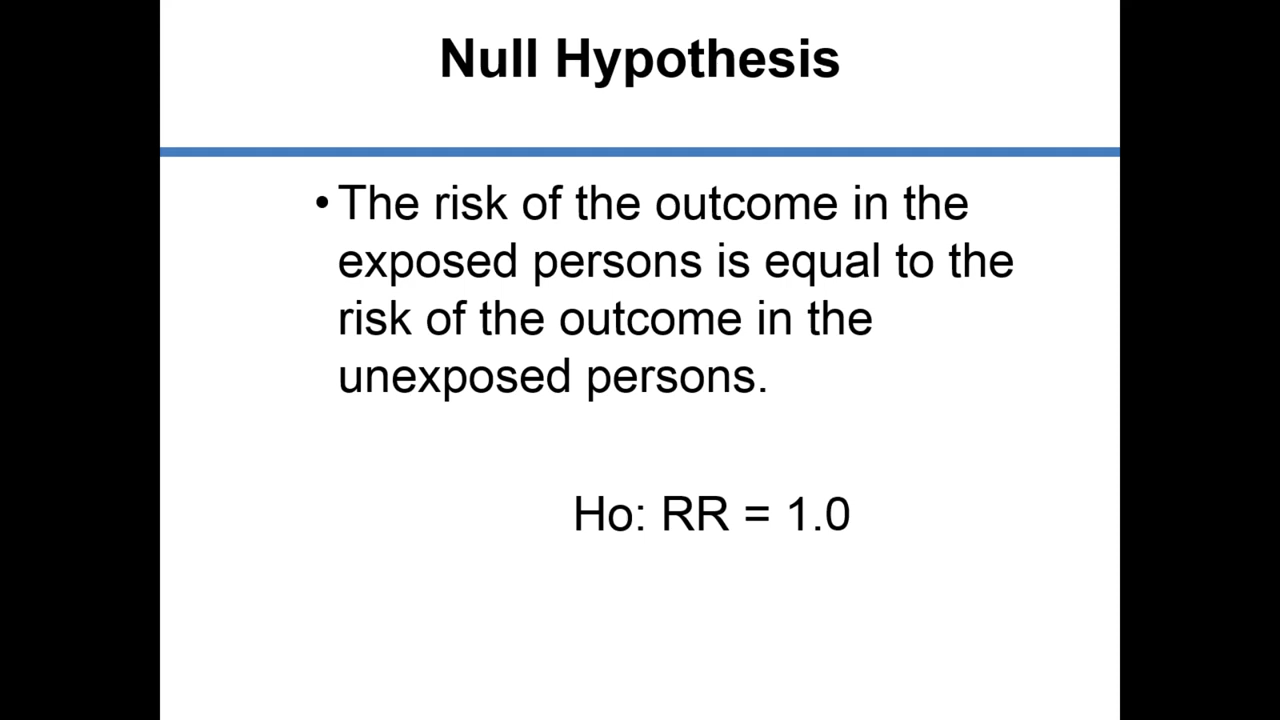 Null Hypothesis
•The risk of the outcome in the
exposed persons is equal to the
risk of the outcome in the
unexposed persons.
Ho: RR = 1.0